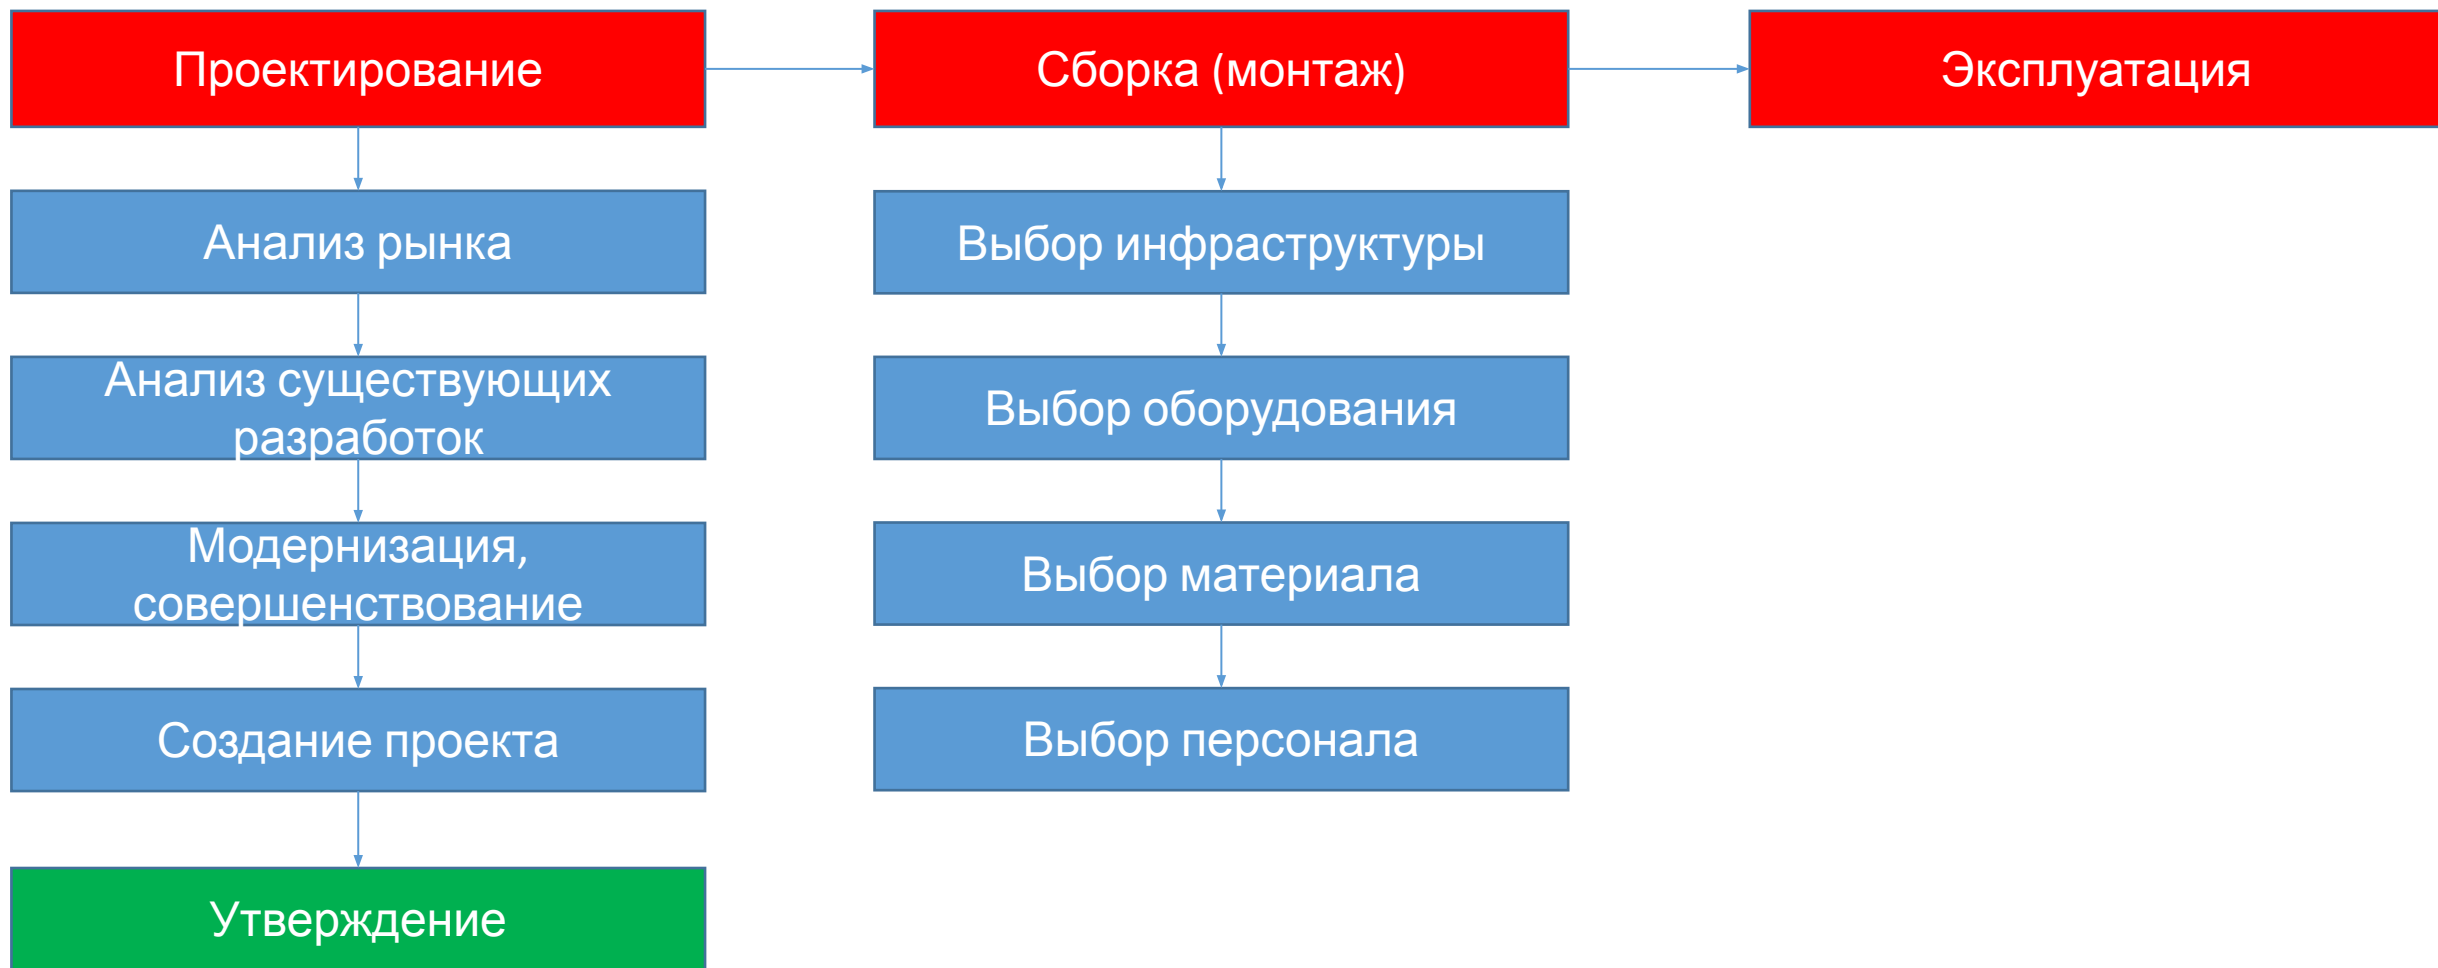 Проектирование
Анализ рынка
Анализ существующих
разработок
Модернизация,
совершенствование
Создание проекта
Утверждение
Сборка (монтаж)
Выбор инфраструктуры
Выбор оборудования
Выбор материала
Выбор персонала
Эксплуатация